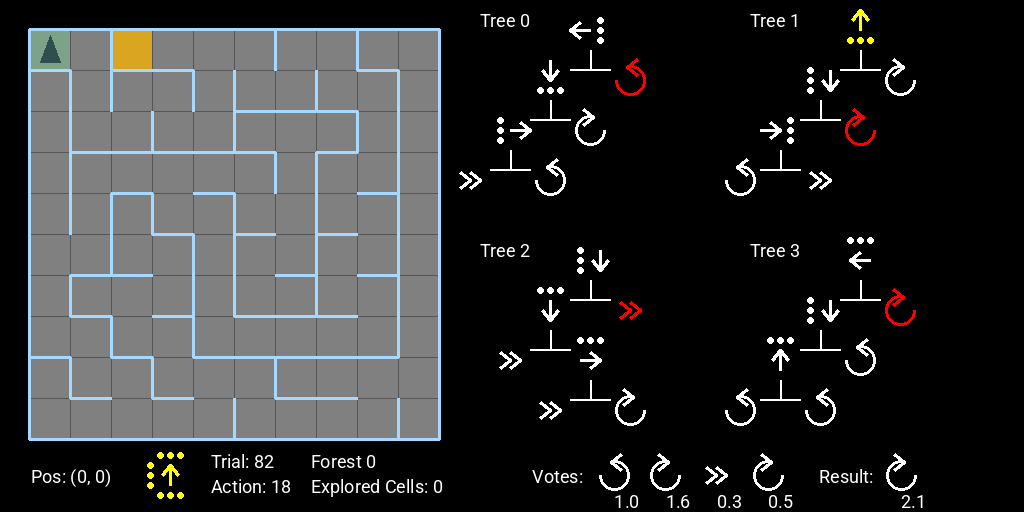 Tree 0
Tree 1
Tree 2
Tree 3
Pos: (0, 0)
Trial: 82
Forest 0
Action: 18
Explored Cells: 0
Votes:
1.0
1.6
0.3
0.5
Result:
2.1